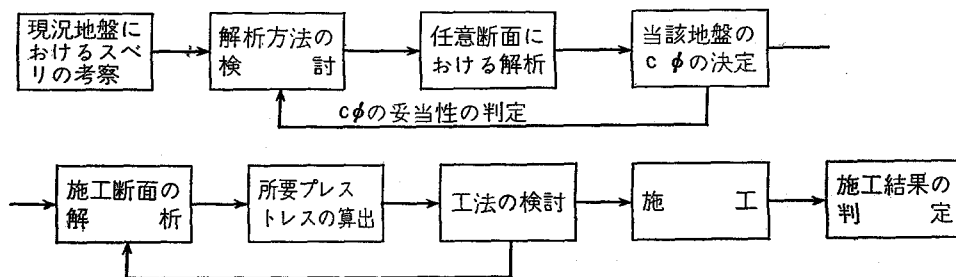 現況地盤に
おけるスベ
リの考察
解析方法の
検討
任意断面に
おける解析
当該地盤の
c φの決定
cφの妥当性の判定
施工断面の
解析
所要プレス
トレスの算出
工法の検討
施工
施工結果の
判定